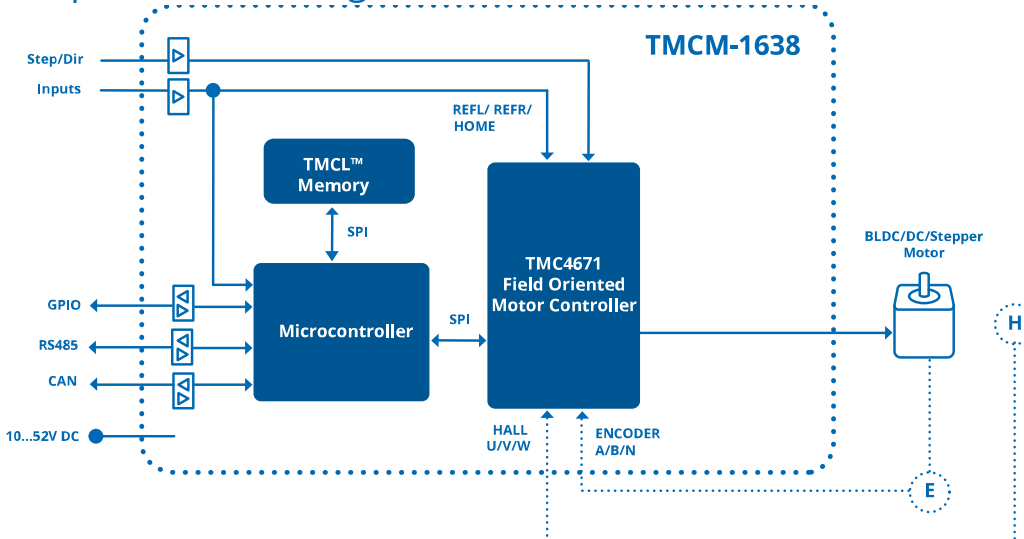 TMCM-1638
Step/Dir
Inputs
REFL/ REFR/
HOME
TMCL™
Memory
SPI
BLDC/DC/Stepper
Motor
TMC4671
Field Oriented
Motor Controller
GPIO
Microcontroller
SPI
H
RS485
CAN
10...52V DC
HALL
U/V/W
ENCODER
A/B/N
E